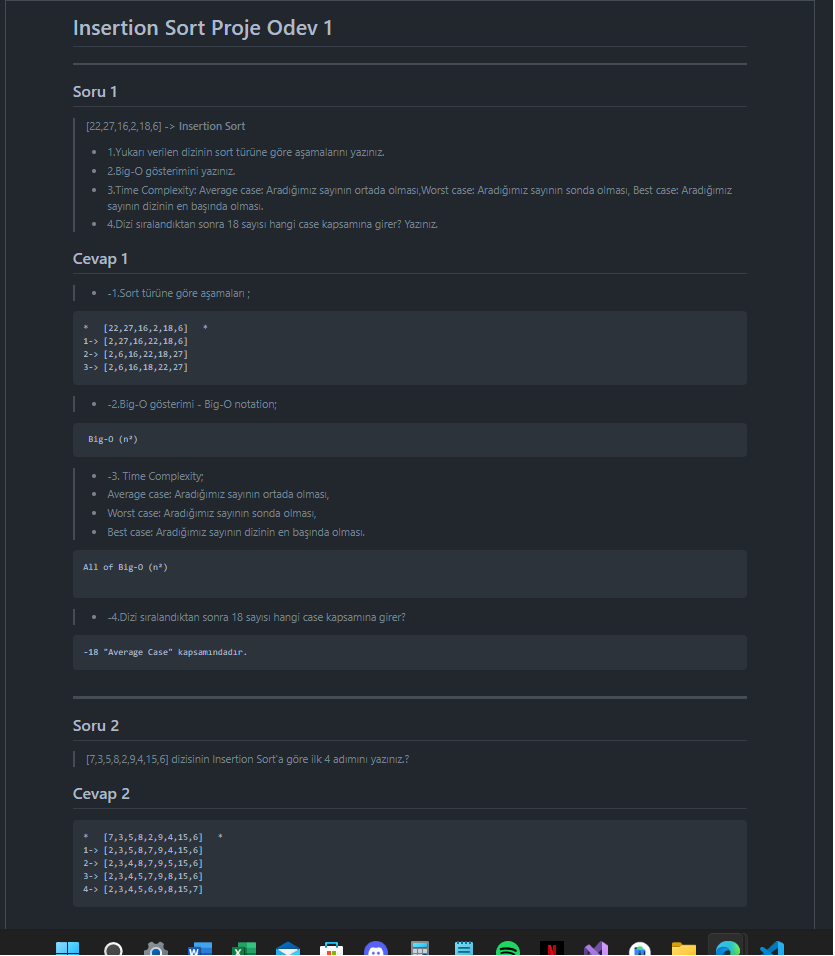 Insertion Sort Proje Odev 1
Soru 1
[22,27,16,2,18,6] -> Insertion Sort
• 1.Yukarı verilen dizinin sort türüne göre aşamalarını yazınız.
• 2.Big-O gösterimini yazınız.
• 3.Time Complexity: Average case: Aradığımız sayının ortada olması,Worst case: Aradığımız sayının sonda olması, Best case: Aradığımız
sayının dizinin en başında olması.
• 4.Dizi sıralandıktan sonra 18 sayısı hangi case kapsamına girer? Yazınız.
Cevap 1
• -1.Sort türüne göre aşamaları ;
* [22,27,16,2,18,6] *
1-> [2,27,16,22,18,6]
2-> [2,6,16,22,18,27]
3-> [2,6,16,18,22,27]
• -2.Big-O gösterimi - Big-O notation;
Big-O (n²)
• -3. Time Complexity;
• Average case: Aradığımız sayının ortada olması,
• Worst case: Aradığımız sayının sonda olması,
• Best case: Aradığımız sayının dizinin en başında olması.
All of Big-O (n²)
• -4.Dizi sıralandıktan sonra 18 sayısı hangi case kapsamına girer?
-18 "Average Case" kapsamındadır.
Soru 2
[7,3,5,8,2,9,4,15,6] dizisinin Insertion Sort'a göre ilk 4 adımını yazınız.?
Cevap 2
* [7,3,5,8,2,9,4,15,6] *
1-> [2,3,5,8,7,9,4,15,6]
2-> [2,3,4,8,7,9,5,15,6]
3-> [2,3,4,5,7,9,8,15,6]
4-> [2,3,4,5,6,9,8,15,7]